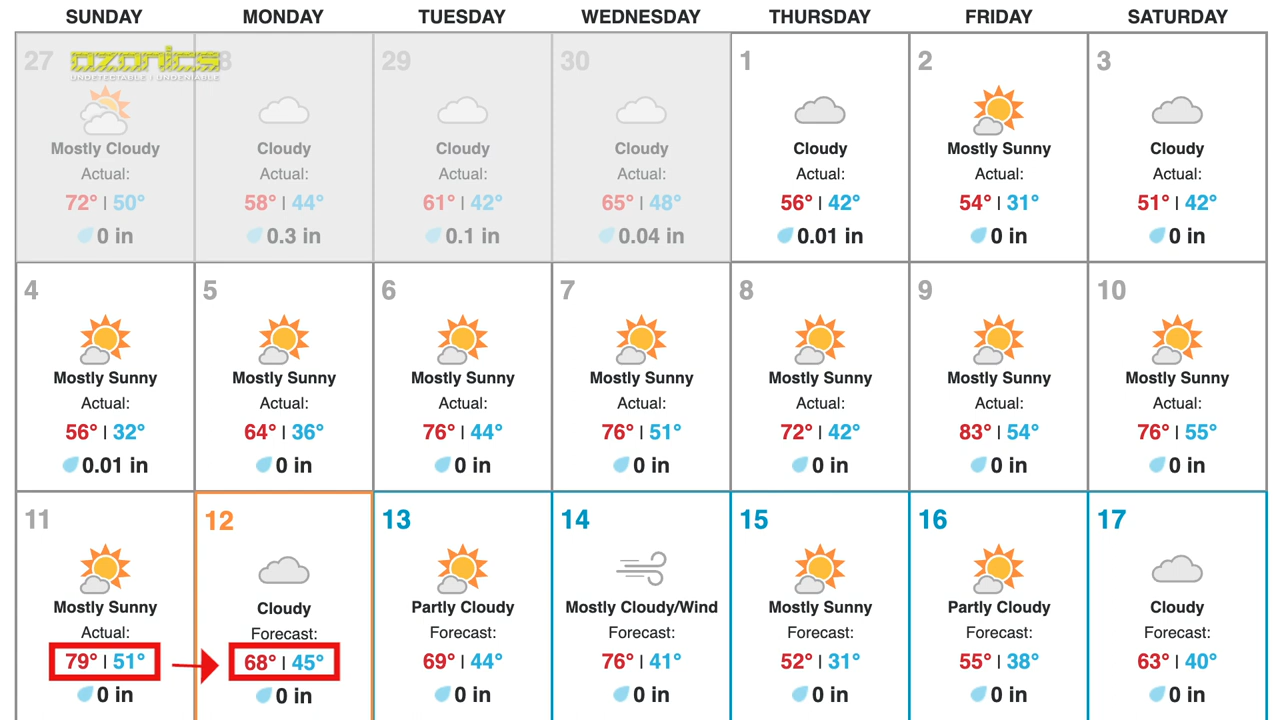 SUNDAY MONDAY TUESDAY WEDNESDAY THURSDAY FRIDAY SATURDAY
27 29 30 1 2 3
ozonics
UNDETECTABLE / UNDENIABLE
Mostly Cloudy Cloudy Cloudy Cloudy Cloudy Mostly Sunny Cloudy
Actual: Actual: Actual: Actual: Actual: Actual: Actual:
72° | 50° 58° | 44° 61° | 42° 65° | 48° 56° | 42° 54° | 31° 51° | 42°
0 in 0.3 in 0.1 in 0.04 in 0.01 in 0 in 0 in
4 5 6 7 8 9 10
Mostly Sunny Mostly Sunny Mostly Sunny Mostly Sunny Mostly Sunny Mostly Sunny Mostly Sunny
Actual: Actual: Actual: Actual: Actual: Actual: Actual:
56° | 32° 64° | 36° 76° | 44° 76° | 51° 72° | 42° 83° | 54° 76° | 55°
0.01 in 0 in 0 in 0 in 0 in 0 in 0 in
11 12 13 14 15 16 17
Mostly Sunny Cloudy Partly Cloudy Mostly Cloudy/Wind Mostly Sunny Partly Cloudy Cloudy
Actual: Forecast: Forecast: Forecast: Forecast: Forecast: Forecast:
79° | 51° 68° | 45° 69° | 44° 76° | 41° 52° | 31° 55° | 38° 63° | 40°
0 in 0 in 0 in 0 in 0 in 0 in 0 in